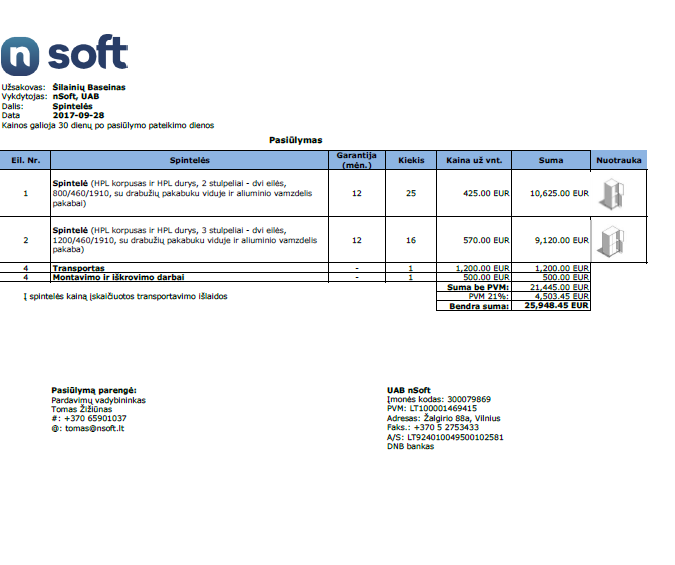 n soft
Užsakovas: Šilainių Baseinas
Vykdytojas: nSoft, UAB
Dalis: Spintelės
Data 2017-09-28
Kainos galioja 30 dienų po pasiūlymo pateikimo dienos
Pasiūlymas
Eil. Nr. Spintelės Garantija (mėn.) Kiekis Kaina už vnt. Suma Nuotrauka
1 Spintelė (HPL korpusas ir HPL durys, 2 stulpeliai - dvi eilės,
800/460/1910, su drabužių pakabuku viduje ir aliuminio vamzdelis
pakabai) 12 25 425.00 EUR 10,625.00 EUR
2 Spintelė (HPL korpusas ir HPL durys, 3 stulpeliai - dvi eilės,
1200/460/1910, su drabužių pakabuku viduje ir aliuminio vamzdelis
pakaba) 12 16 570.00 EUR 9,120.00 EUR
4 Transportas - 1 1,200.00 EUR 1,200.00 EUR
4 Montavimo ir iškrovimo darbai - 1 500.00 EUR 500.00 EUR
Suma be PVM: 21,445.00 EUR
Į spintelės kainą įskaičiuotos transportavimo išlaidos PVM 21%: 4,503.45 EUR
Bendra suma: 25,948.45 EUR
Pasiūlymą parengė:
Pardavimų vadybininkas
Tomas Žižiūnas
#: +370 65901037
@: tomas@nsoft.lt
UAB nSoft
Įmonės kodas: 300079869
PVM: LT100001469415
Adresas: Žalgirio 88a, Vilnius
Faks.: +370 5 2753433
A/S: LT924010049500102581
DNB bankas